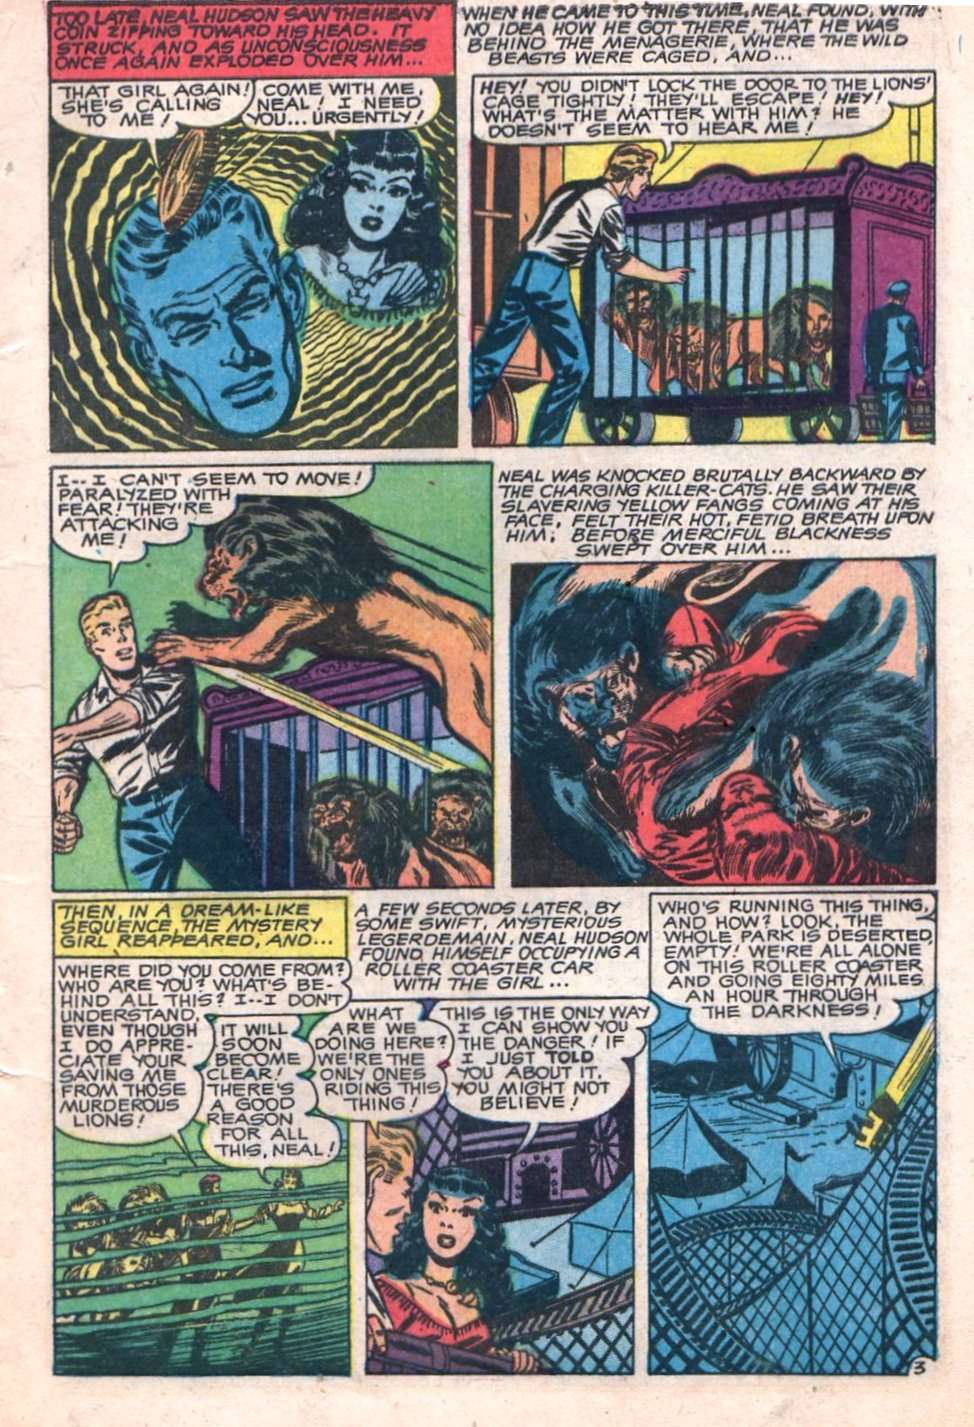 TOO LATE, NEAL HUDSON SAW THE HEAVY
COIN ZIPPING TOWARD HIS HEAD. IT
STRUCK, AND AS UNCONSCIOUSNESS
ONCE AGAIN EXPLODED OVER HIM...
THAT GIRL AGAIN!
SHE'S CALLING
TO ME!
COME WITH ME,
NEAL! I NEED
YOU... URGENTLY!
WHEN HE CAME TO THIS TIME, NEAL FOUND, WITH
NO IDEA HOW HE GOT THERE, THAT HE WAS
BEHIND THE MENAGERIE, WHERE THE WILD
BEASTS WERE CAGED, AND...
HEY! YOU DIDN'T LOCK THE DOOR TO THE LIONS'
CAGE TIGHTLY! THEY'LL ESCAPE! HEY!
WHAT'S THE MATTER WITH HIM? HE
DOESN'T SEEM TO HEAR ME!
I-- I CAN'T SEEM TO MOVE!
PARALYZED WITH
FEAR! THEY'RE
ATTACKING
ME!
NEAL WAS KNOCKED BRUTALLY BACKWARD BY
THE CHARGING KILLER-CATS. HE SAW THEIR
SLAVERING YELLOW FANGS COMING AT HIS
FACE, FELT THEIR HOT, FETID BREATH UPON
HIM, BEFORE MERCIFUL BLACKNESS
SWEPT OVER HIM...
THEN, IN A DREAM-LIKE
SEQUENCE, THE MYSTERY
GIRL REAPPEARED, AND...
WHERE DID YOU COME FROM?
WHO ARE YOU? WHAT'S BE-
HIND ALL THIS? I--I DON'T
UNDERSTAND,
EVEN THOUGH
I DO APPRE-
CIATE YOUR
SAVING ME
FROM THOSE
MURDEROUS
LIONS!
IT WILL
SOON
BECOME
CLEAR!
THERE'S
A GOOD
REASON
FOR ALL
THIS, NEAL!
A FEW SECONDS LATER, BY
SOME SWIFT, MYSTERIOUS
LEGERDEMAIN, NEAL HUDSON
FOUND HIMSELF OCCUPYING A
ROLLER COASTER CAR
WITH THE GIRL...
WHAT
ARE WE
DOING HERE?
WE'RE THE
ONLY ONES
RIDING THIS
THING!
THIS IS THE ONLY WAY
I CAN SHOW YOU
THE DANGER! IF
I JUST TOLD
YOU ABOUT IT,
YOU MIGHT NOT
BELIEVE!
WHO'S RUNNING THIS THING,
AND HOW? LOOK, THE
WHOLE PARK IS DESERTED,
EMPTY! WE'RE ALL ALONE
ON THIS ROLLER COASTER
AND GOING EIGHTY MILES
AN HOUR THROUGH
THE DARKNESS!
3